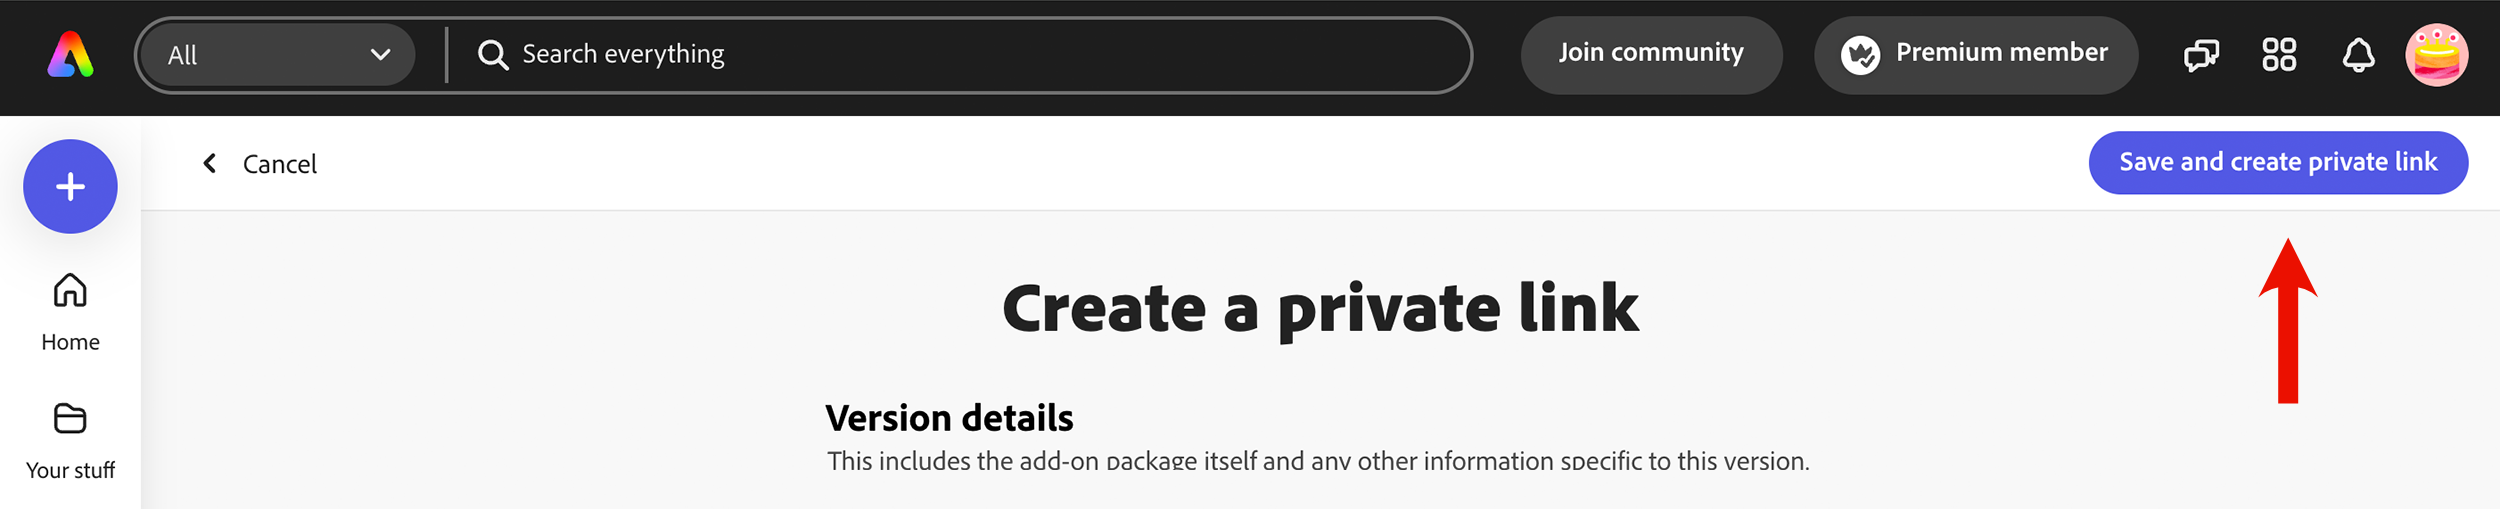 All
Search everything
Join community
Premium member
Cancel
Save and create private link
Home
Your stuff
Create a private link
Version details
This includes the add-on package itself and any other information specific to this version.